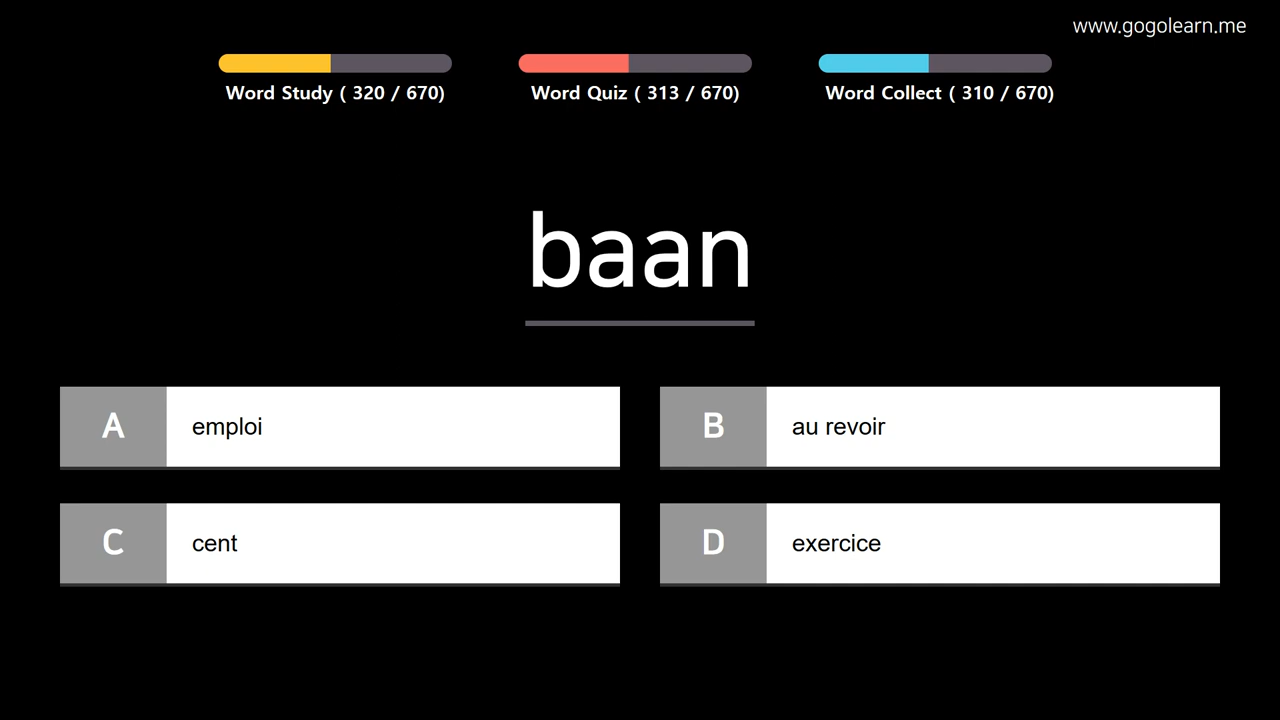 www.gogolearn.me
Word Study ( 320 / 670)
Word Quiz ( 313 / 670)
Word Collect ( 310 / 670)
baan
A emploi
B au revoir
C cent
D exercice